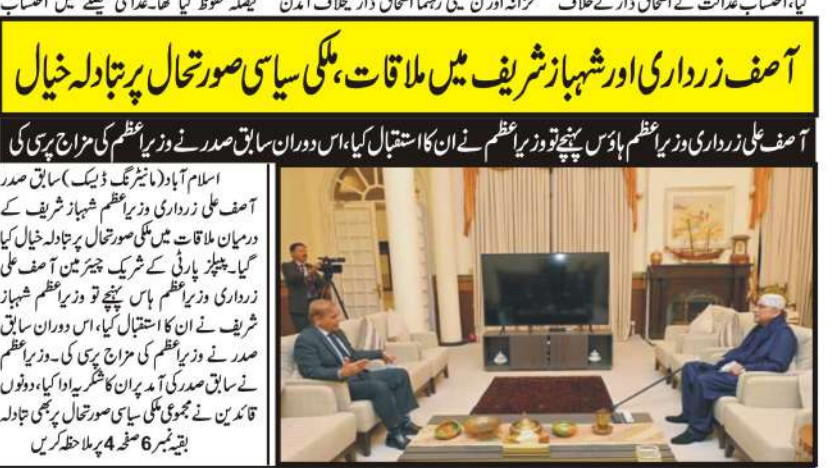 آصف زرداری اور شہباز شریف میں ملاقات، ملکی سیاسی صورتحال پر تبادلہ خیال
آصف علی زرداری وزیراعظم ہاؤس پہنچے تو وزیراعظم نے ان کا استقبال کیا، اس دوران سابق صدر نے وزیراعظم کی مزاج پرسی کی
اسلام آباد (مانیٹرنگ ڈیسک) سابق صدر
آصف علی زرداری وزیراعظم شہباز شریف کے
درمیان ملاقات میں ملکی صورتحال پر تبادلہ خیال کیا
گیا۔ پیپلز پارٹی کے شریک چیئرمین آصف علی
زرداری وزیراعظم ہاس پہنچے تو وزیراعظم شہباز
شریف نے ان کا استقبال کیا، اس دوران سابق
صدر نے وزیراعظم کی مزاج پرسی کی۔ وزیراعظم
نے سابق صدر کی آمد پر ان کا شکریہ ادا کیا، دونوں
قائدین نے مجموعی ملکی سیاسی صورتحال پر بھی تبادلہ
بقیہ نمبر 6 صفحہ 4 پر ملاحظہ کریں